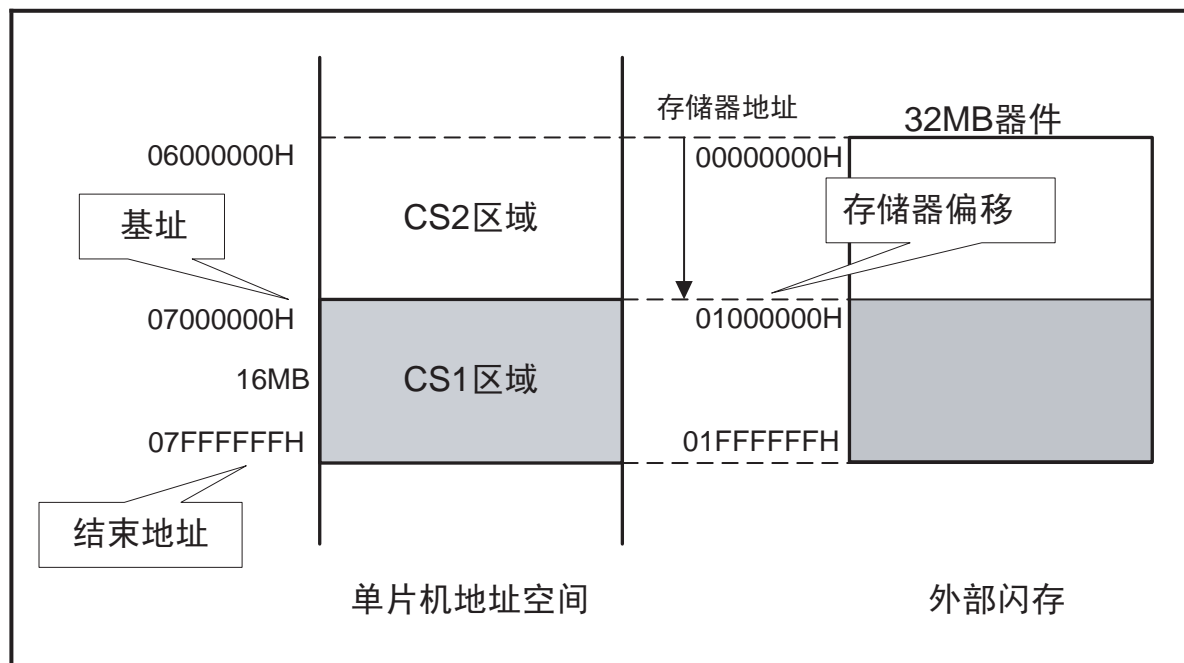 存储器地址
32MB器件
06000000H
00000000H
基址
CS2区域
存储器偏移
07000000H
01000000H
16MB
CS1区域
07FFFFFFH
01FFFFFFH
结束地址
单片机地址空间
外部闪存